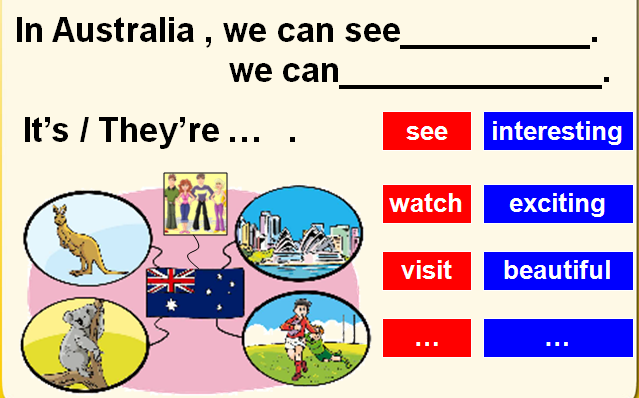 In Australia , we can see__________.
we can______________.
It’s / They’re ... .
see interesting
watch exciting
visit beautiful
... ...